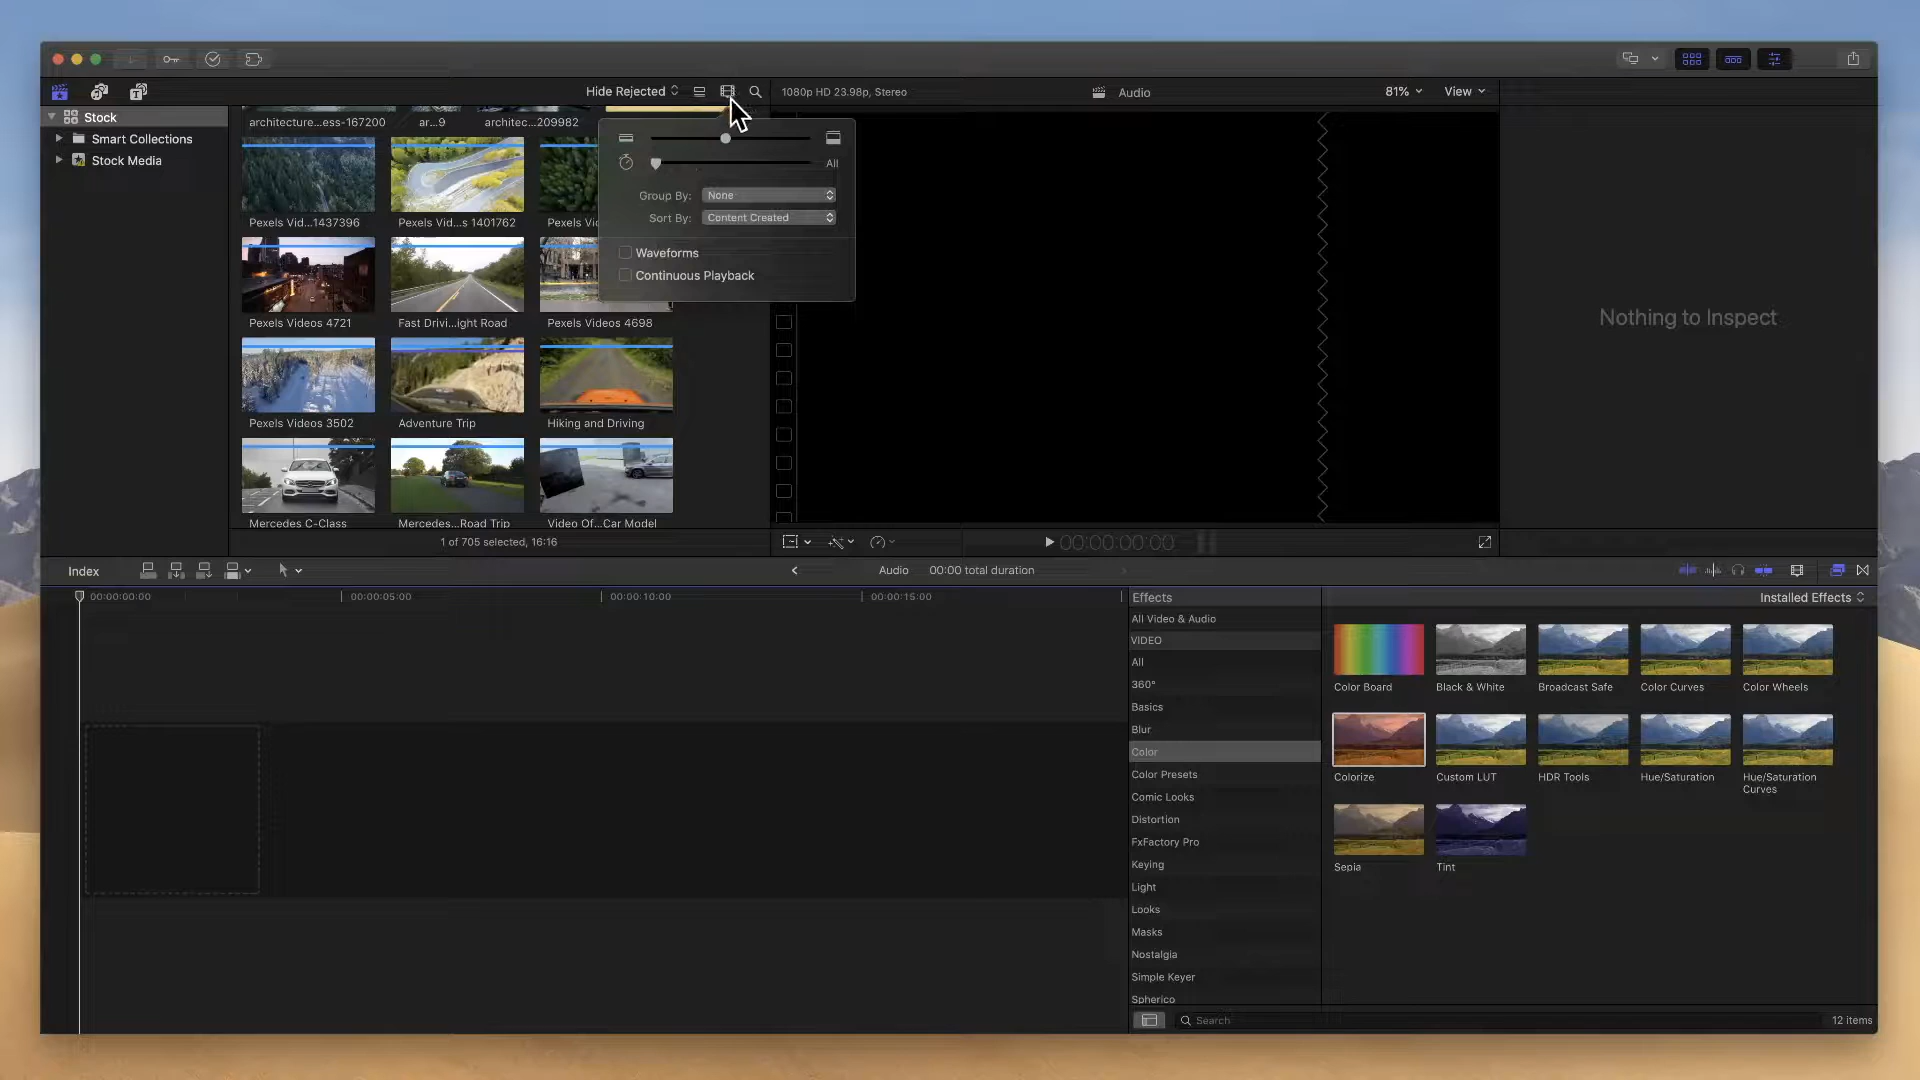 Hide Rejected
1080p HD 23.98p, Stereo
Audio
81%
View
Stock
Smart Collections
Stock Media
architecture...ess-167200
ar...9
architec...209982
All
Group By:
None
Sort By:
Content Created
Waveforms
Continuous Playback
Pexels Vid...1437396
Pexels Vid...s 1401762
Pexels Vi
Pexels Videos 4721
Fast Drivi...ight Road
Pexels Videos 4698
Pexels Videos 3502
Adventure Trip
Hiking and Driving
Mercedes C-Class
Mercedes...Road Trip
Video Of...Car Model
Nothing to Inspect
1 of 705 selected, 16:16
00:00:00:00
Index
Audio
00:00 total duration
00:00:00:00
00:00:05:00
00:00:10:00
00:00:15:00
Effects
Installed Effects
All Video & Audio
VIDEO
All
360°
Basics
Blur
Color
Color Presets
Comic Looks
Distortion
FxFactory Pro
Keying
Light
Looks
Masks
Nostalgia
Simple Keyer
Spherico
Color Board
Black & White
Broadcast Safe
Color Curves
Color Wheels
Colorize
Custom LUT
HDR Tools
Hue/Saturation
Hue/Saturation
Curves
Sepia
Tint
Search
12 items